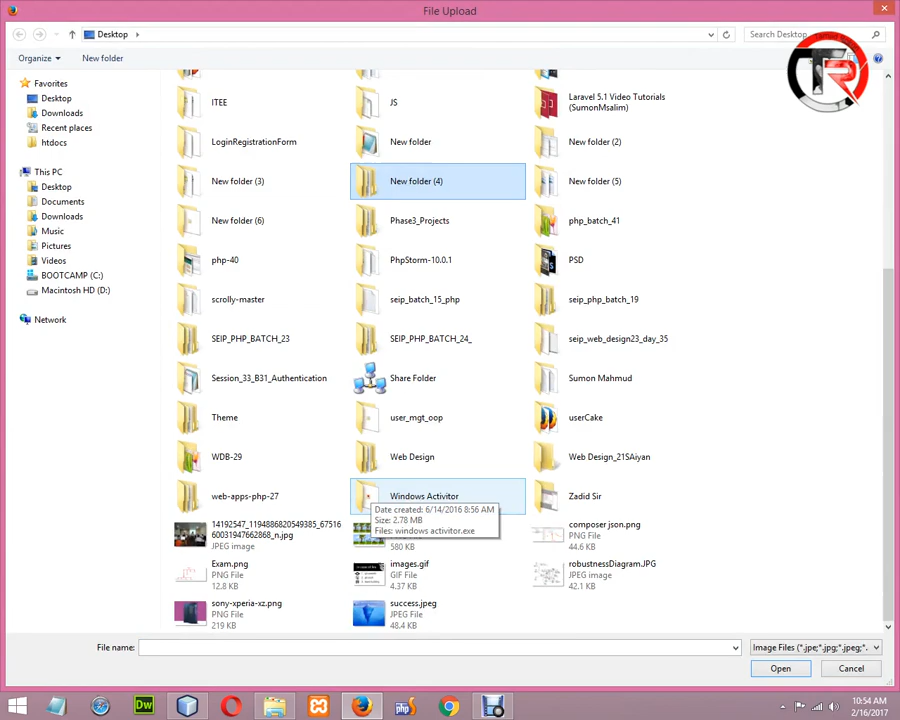 File Upload
Desktop
Search Desktop
Organize
New folder
TR
Favorites
Desktop
Downloads
Recent places
htdocs
This PC
Desktop
Documents
Downloads
Music
Pictures
Videos
BOOTCAMP (C:)
Macintosh HD (D:)
Network
ITEE
JS
Laravel 5.1 Video Tutorials
(SumonMsalim)
LoginRegistrationForm
New folder
New folder (2)
New folder (3)
New folder (4)
New folder (5)
New folder (6)
Phase3_Projects
php_batch_41
php-40
PhpStorm-10.0.1
PSD
scrolly-master
seip_batch_15_php
seip_php_batch_19
SEIP_PHP_BATCH_23
SEIP_PHP_BATCH_24_
seip_web_design23_day_35
Session_33_B31_Authentication
Share Folder
Sumon Mahmud
Theme
user_mgt_oop
userCake
WDB-29
Web Design
Web Design_21SAiyan
web-apps-php-27
Windows Activitor
Zadid Sir
Date created: 6/14/2016 8:56 AM
Size: 2.78 MB
Files: windows activitor.exe
14192547_1194886820549385_67516
60031947662868_n.jpg
JPEG image
580 KB
composer json.png
PNG File
44.6 KB
Exam.png
PNG File
12.8 KB
images.gif
GIF File
4.37 KB
robustnessDiagram.JPG
JPEG image
42.1 KB
sony-xperia-xz.png
PNG File
219 KB
success.jpeg
JPEG File
48.4 KB
File name:
Image Files (*.jpe;*.jpg;*.jpeg;*.
Open
Cancel
Dw
php
10:54 AM
2/16/2017